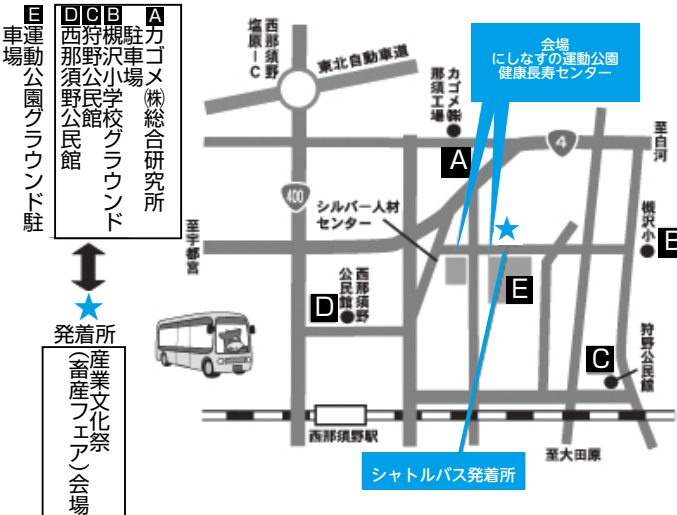 A カゴメ㈱総合研究所
駐車場
B 槻沢小学校グラウンド
C 狩野公民館
D 西那須野公民館
E 運動公園グラウンド駐
車場
発着所
産業文化祭
(畜産フェア)会場
西那須野
塩原IC
東北自動車道
カゴメ㈱
那須工場
会場
にしなすの運動公園
健康長寿センター
至白河
4
A
400
シルバー人材
センター
至宇都宮
槻沢小
B
E
西那須野
公民館
D
狩野公民館
C
西那須野駅
至大田原
シャトルバス発着所